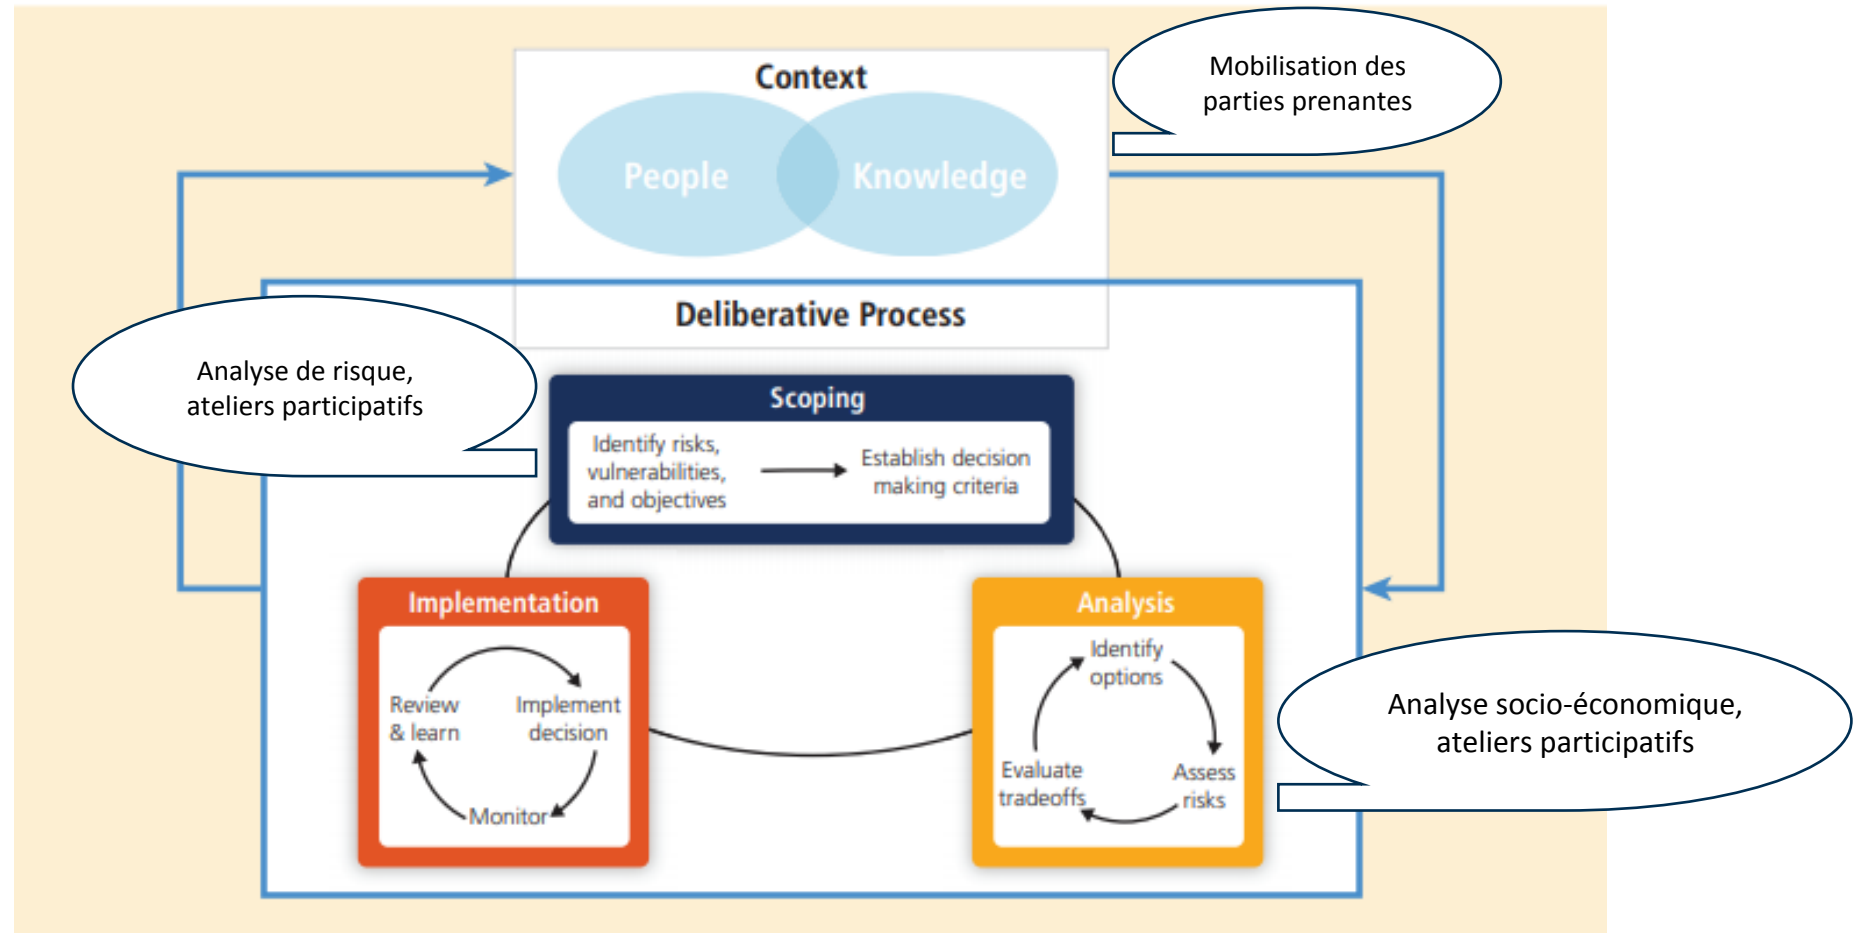 Context
People
Knowledge
Mobilisation des
parties prenantes
Deliberative Process
Analyse de risque,
ateliers participatifs
Scoping
Identify risks,
vulnerabilities,
and objectives
Establish decision
making criteria
Implementation
Review
& learn
Implement
decision
Monitor
Analysis
Identify
options
Evaluate
tradeoffs
Assess
risks
Analyse socio-économique,
ateliers participatifs